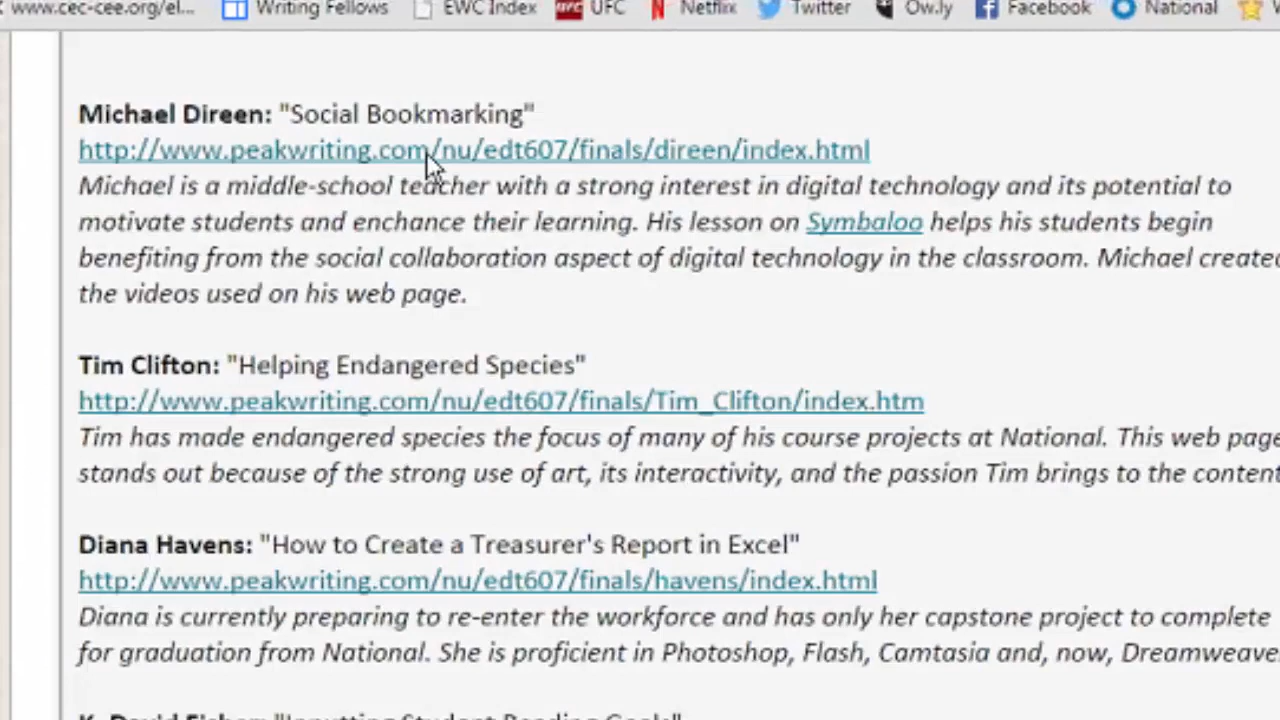 www.cec-cee.org/el... Writing Fellows EWC Index UFC Netflix Twitter Ow.ly Facebook National
Michael Direen: "Social Bookmarking"
http://www.peakwriting.com/nu/edt607/finals/direen/index.html
Michael is a middle-school teacher with a strong interest in digital technology and its potential to
motivate students and enchance their learning. His lesson on Symbaloo helps his students begin
benefiting from the social collaboration aspect of digital technology in the classroom. Michael created
the videos used on his web page.
Tim Clifton: "Helping Endangered Species"
http://www.peakwriting.com/nu/edt607/finals/Tim_Clifton/index.htm
Tim has made endangered species the focus of many of his course projects at National. This web page
stands out because of the strong use of art, its interactivity, and the passion Tim brings to the content
Diana Havens: "How to Create a Treasurer's Report in Excel"
http://www.peakwriting.com/nu/edt607/finals/havens/index.html
Diana is currently preparing to re-enter the workforce and has only her capstone project to complete
for graduation from National. She is proficient in Photoshop, Flash, Camtasia and, now, Dreamweave
K. David Fisher: "Inputting Student Reading Goals"